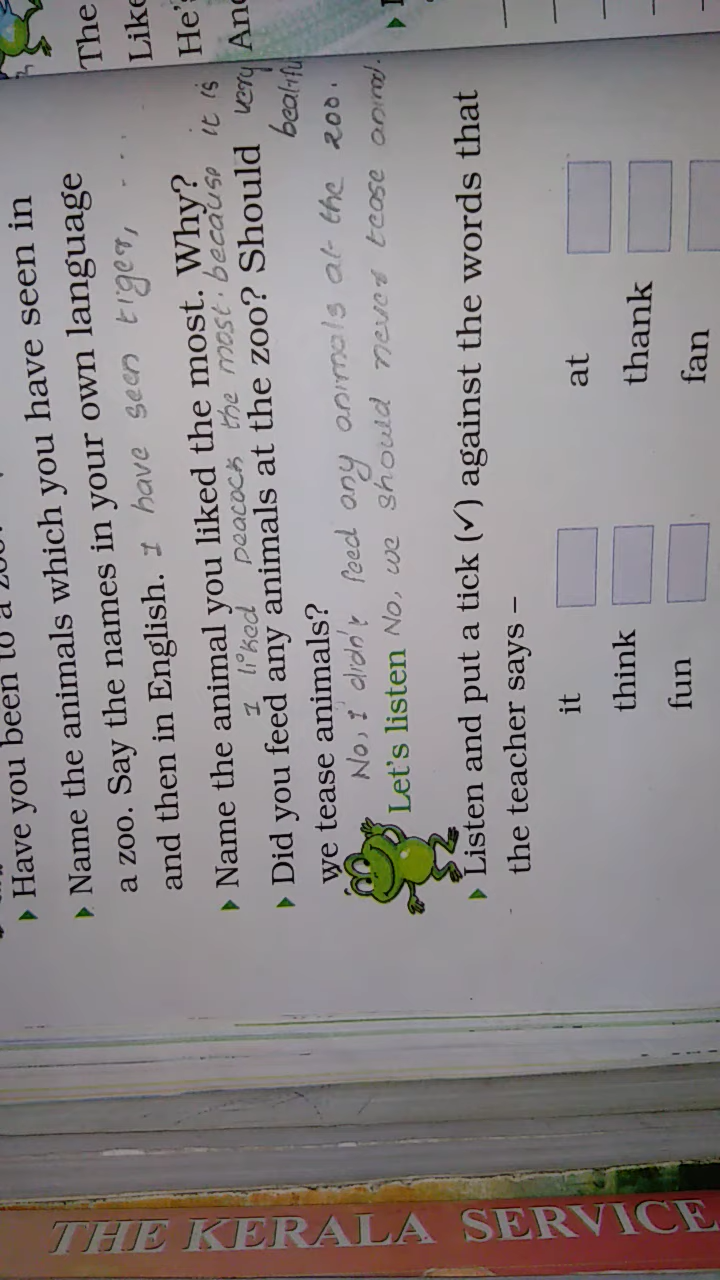 The
Like
He's
And
Have you been to a zoo?
Name the animals which you have seen in
a zoo. Say the names in your own language
and then in English. I have seen tiger, ...
Name the animal you liked the most. Why?
I liked peacock the most. because it is very beatifu
Did you feed any animals at the zoo? Should
we tease animals?
No, I didn't feed any animals at the zoo.
No, we should never tease animal.
Let's listen
Listen and put a tick (✓) against the words that
the teacher says –
it at
think thank
fun fan
THE KERALA SERVICE